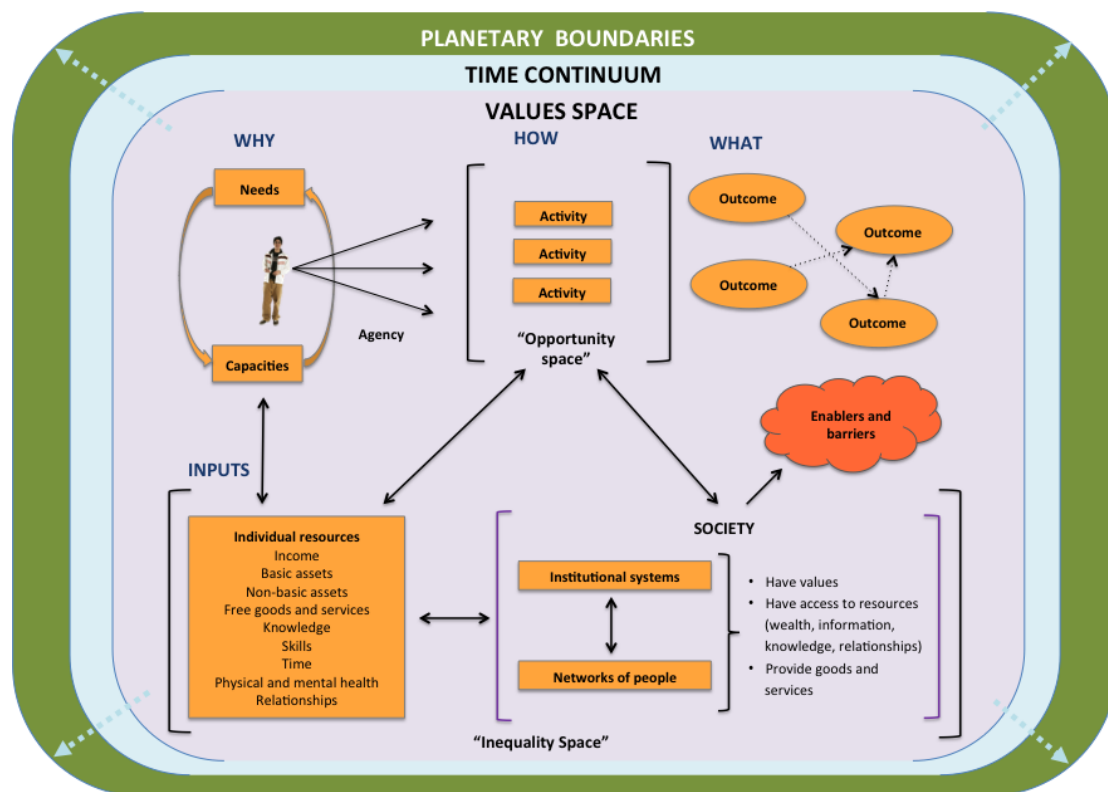 PLANETARY BOUNDARIES
TIME CONTINUUM
VALUES SPACE
WHY
HOW
WHAT
Needs
Capacities
Agency
Activity
Activity
Activity
“Opportunity
space”
Outcome
Outcome
Outcome
Outcome
Enablers and
barriers
INPUTS
Individual resources
Income
Basic assets
Non-basic assets
Free goods and services
Knowledge
Skills
Time
Physical and mental health
Relationships
SOCIETY
Institutional systems
Networks of people
• Have values
• Have access to resources
(wealth, information,
knowledge, relationships)
• Provide goods and
services
“Inequality Space”